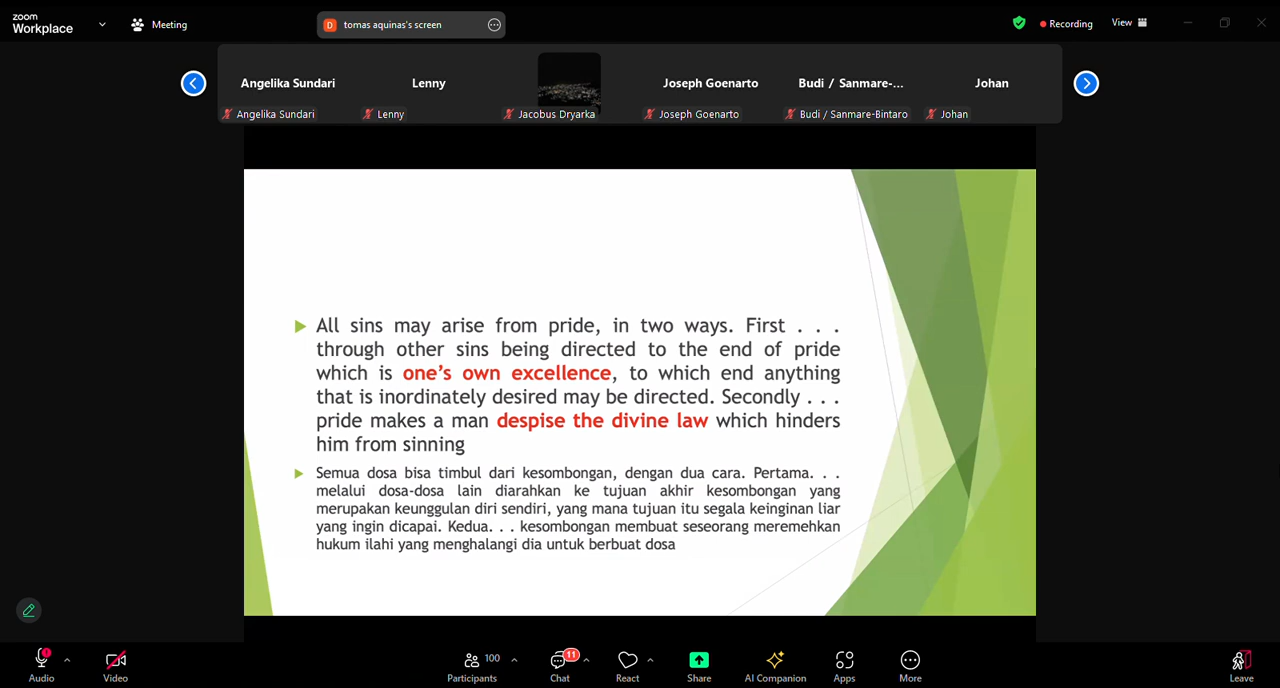 zoom
Workplace
Meeting
tomas aquinas's screen
Recording
View
Angelika Sundari
Lenny
Joseph Goenarto
Budi / Sanmare-...
Johan
Angelika Sundari
Lenny
Jacobus Dryarka
Joseph Goenarto
Budi / Sanmare-Bintaro
Johan
All sins may arise from pride, in two ways. First . . .
through other sins being directed to the end of pride
which is one’s own excellence, to which end anything
that is inordinately desired may be directed. Secondly . . .
pride makes a man despise the divine law which hinders
him from sinning
Semua dosa bisa timbul dari kesombongan, dengan dua cara. Pertama. . .
melalui dosa-dosa lain diarahkan ke tujuan akhir kesombongan yang
merupakan keunggulan diri sendiri, yang mana tujuan itu segala keinginan liar
yang ingin dicapai. Kedua. . . kesombongan membuat seseorang meremehkan
hukum ilahi yang menghalangi dia untuk berbuat dosa
Audio
Video
100
Participants
11
Chat
React
Share
AI Companion
Apps
More
Leave